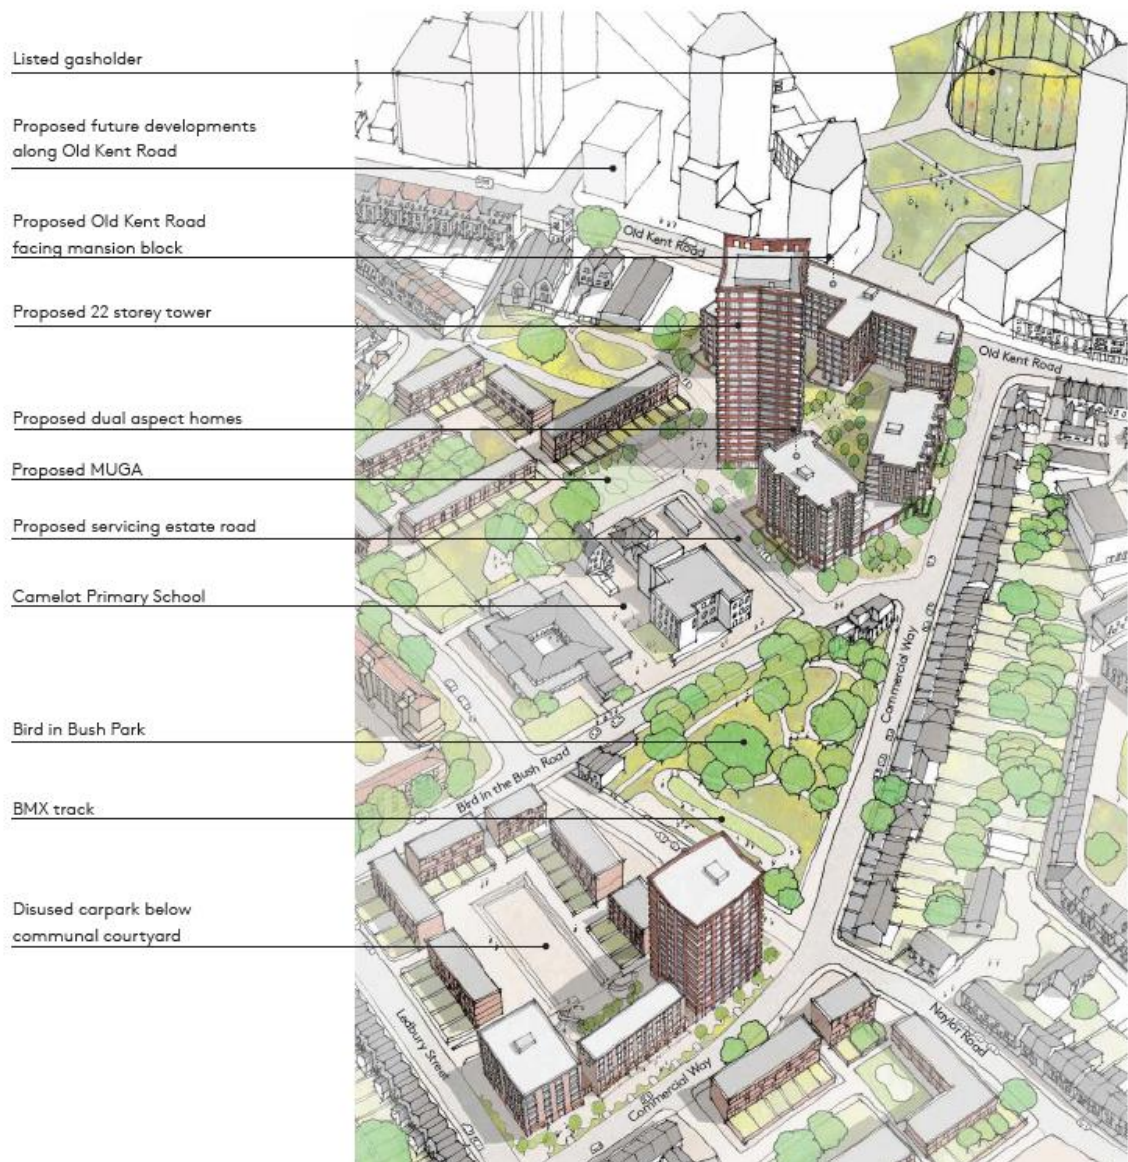 Listed gasholder
Proposed future developments
along Old Kent Road
Proposed Old Kent Road
facing mansion block
Proposed 22 storey tower
Proposed dual aspect homes
Proposed MUGA
Proposed servicing estate road
Camelot Primary School
Bird in Bush Park
BMX track
Disused carpark below
communal courtyard
Old Kent Road
Old Kent Road
Commercial Way
Bird in the Bush Road
Ledbury Street
Commercial Way
Naylor Road